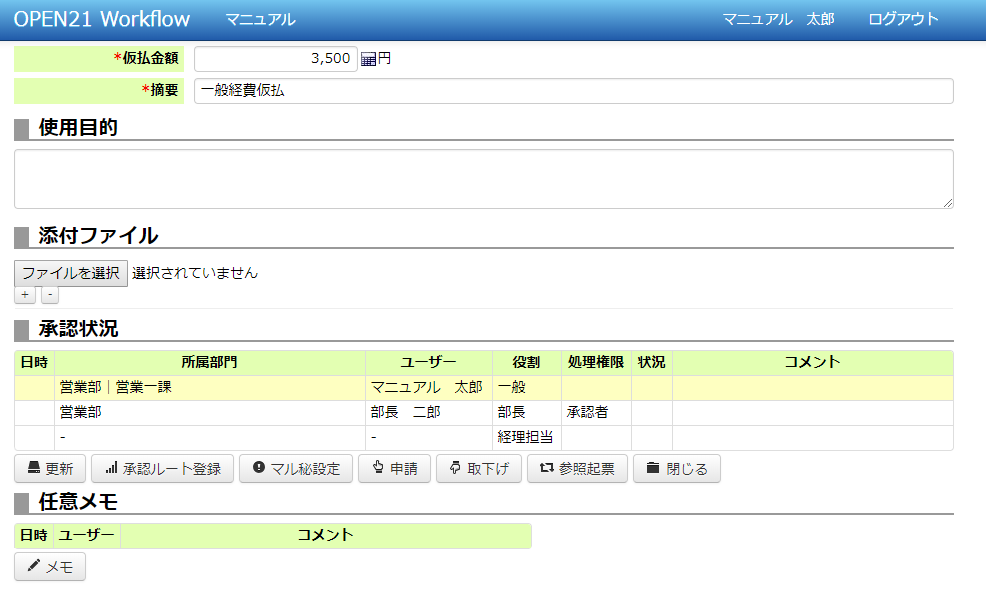 OPEN21 Workflow マニュアル マニュアル 太郎 ログアウト
*仮払金額 3,500 円
*摘要 一般経費仮払
使用目的
添付ファイル
ファイルを選択 選択されていません
+ -
承認状況
日時 所属部門 ユーザー 役割 処理権限 状況 コメント
営業部｜営業一課 マニュアル 太郎 一般
営業部 部長 二郎 部長 承認者
- - 経理担当
更新 承認ルート登録 マル秘設定 申請 取下げ 参照起票 閉じる
任意メモ
日時 ユーザー コメント
メモ